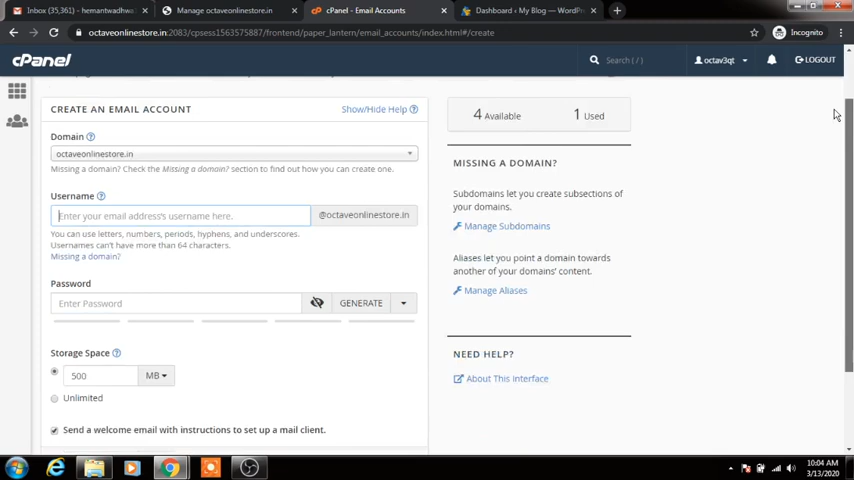 Inbox (35,361) - hemantwadhwa
Manage octaveonlinestore.in
cPanel - Email Accounts
Dashboard ‹ My Blog — WordPr
octaveonlinestore.in:2083/cpsess1563575887/frontend/paper_lantern/email_accounts/index.html#/create
Incognito
cPanel
Search ( / )
octav3qt
LOGOUT
CREATE AN EMAIL ACCOUNT
Show/Hide Help
4 Available
1 Used
Domain
octaveonlinestore.in
Missing a domain? Check the Missing a domain? section to find out how you can create one.
MISSING A DOMAIN?
Subdomains let you create subsections of
your domains.
Manage Subdomains
Username
Enter your email address's username here.
@octaveonlinestore.in
You can use letters, numbers, periods, hyphens, and underscores.
Usernames can't have more than 64 characters.
Missing a domain?
Aliases let you point a domain towards
another of your domains' content.
Manage Aliases
Password
Enter Password
GENERATE
NEED HELP?
About This Interface
Storage Space
500
MB
Unlimited
Send a welcome email with instructions to set up a mail client.
10:04 AM
3/13/2020